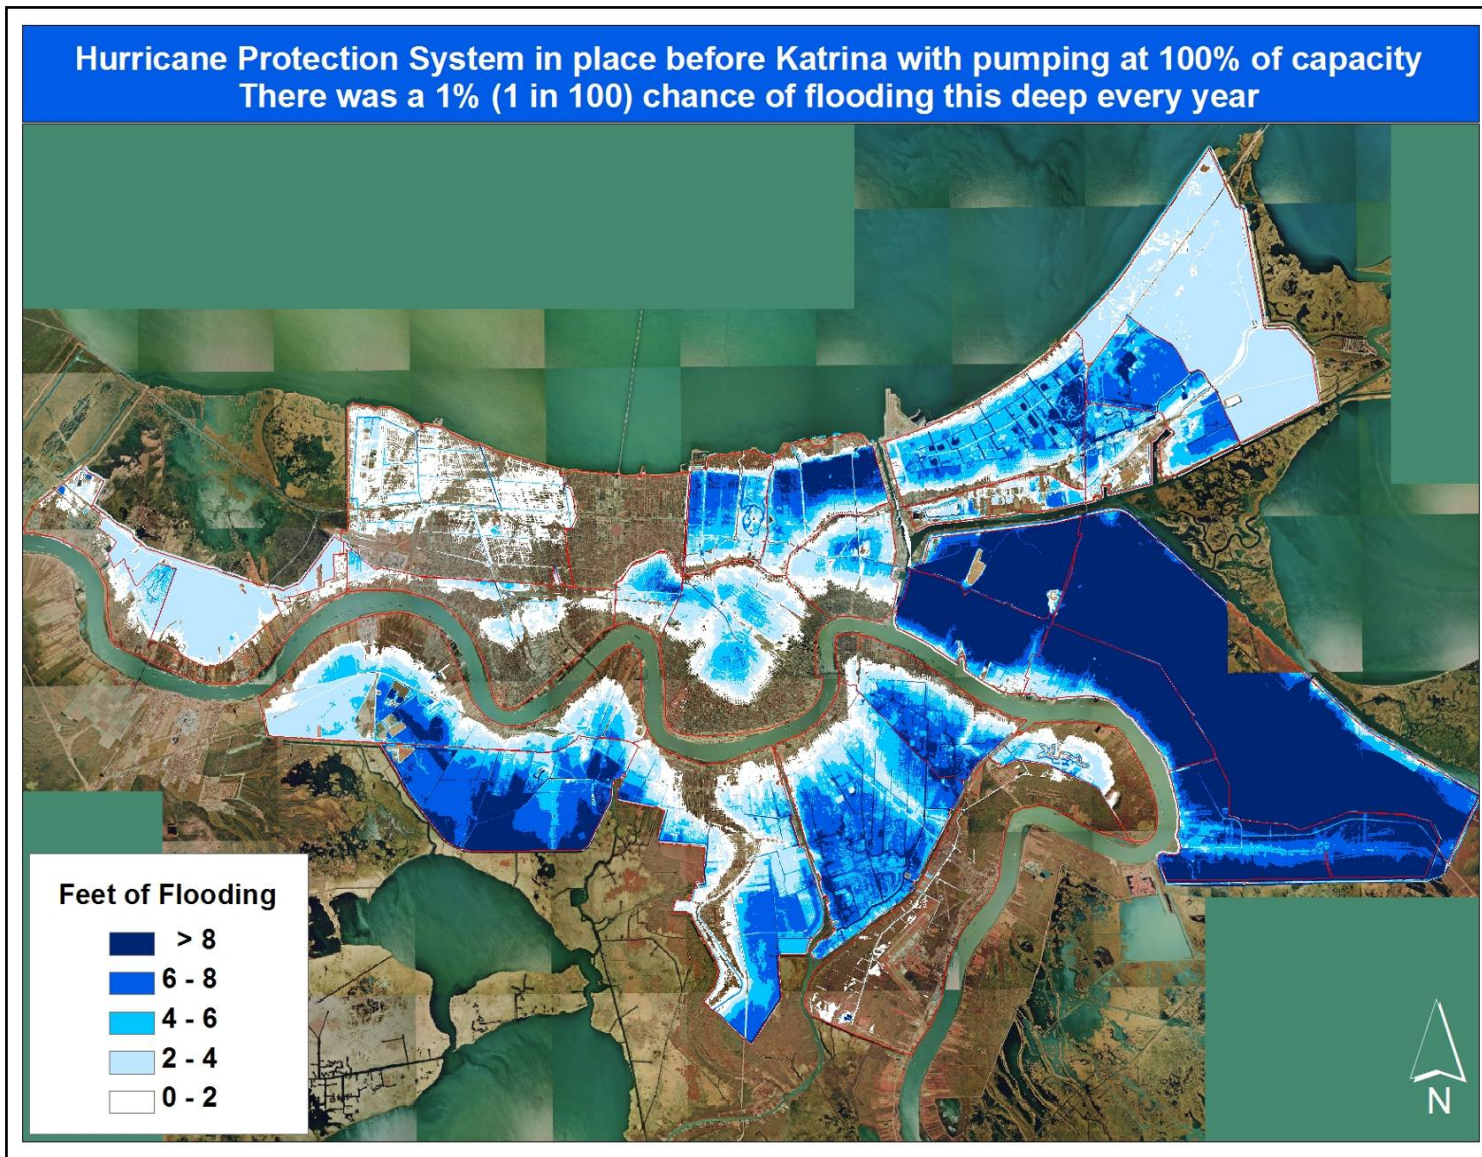 Hurricane Protection System in place before Katrina with pumping at 100% of capacity
There was a 1% (1 in 100) chance of flooding this deep every year
Feet of Flooding
> 8
6 - 8
4 - 6
2 - 4
0 - 2
N